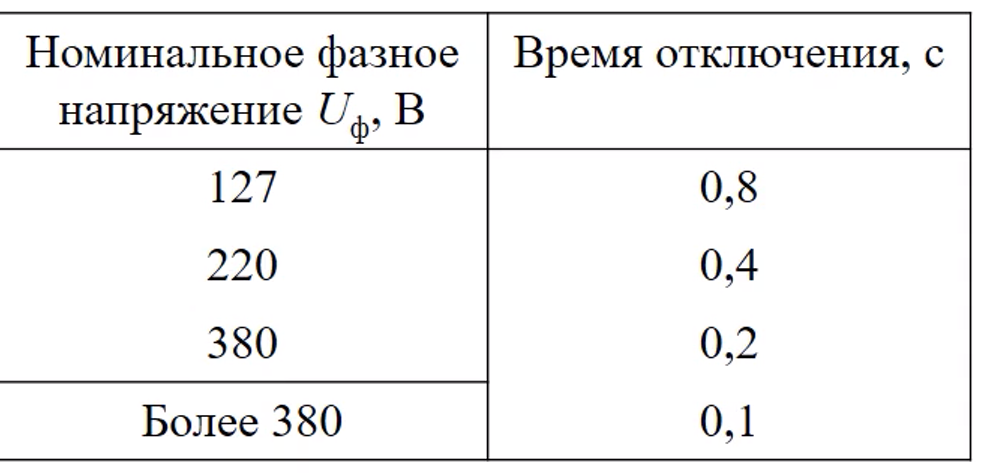 Номинальное фазное
напряжение Uф, В
Время отключения, с
127
0,8
220
0,4
380
0,2
Более 380
0,1